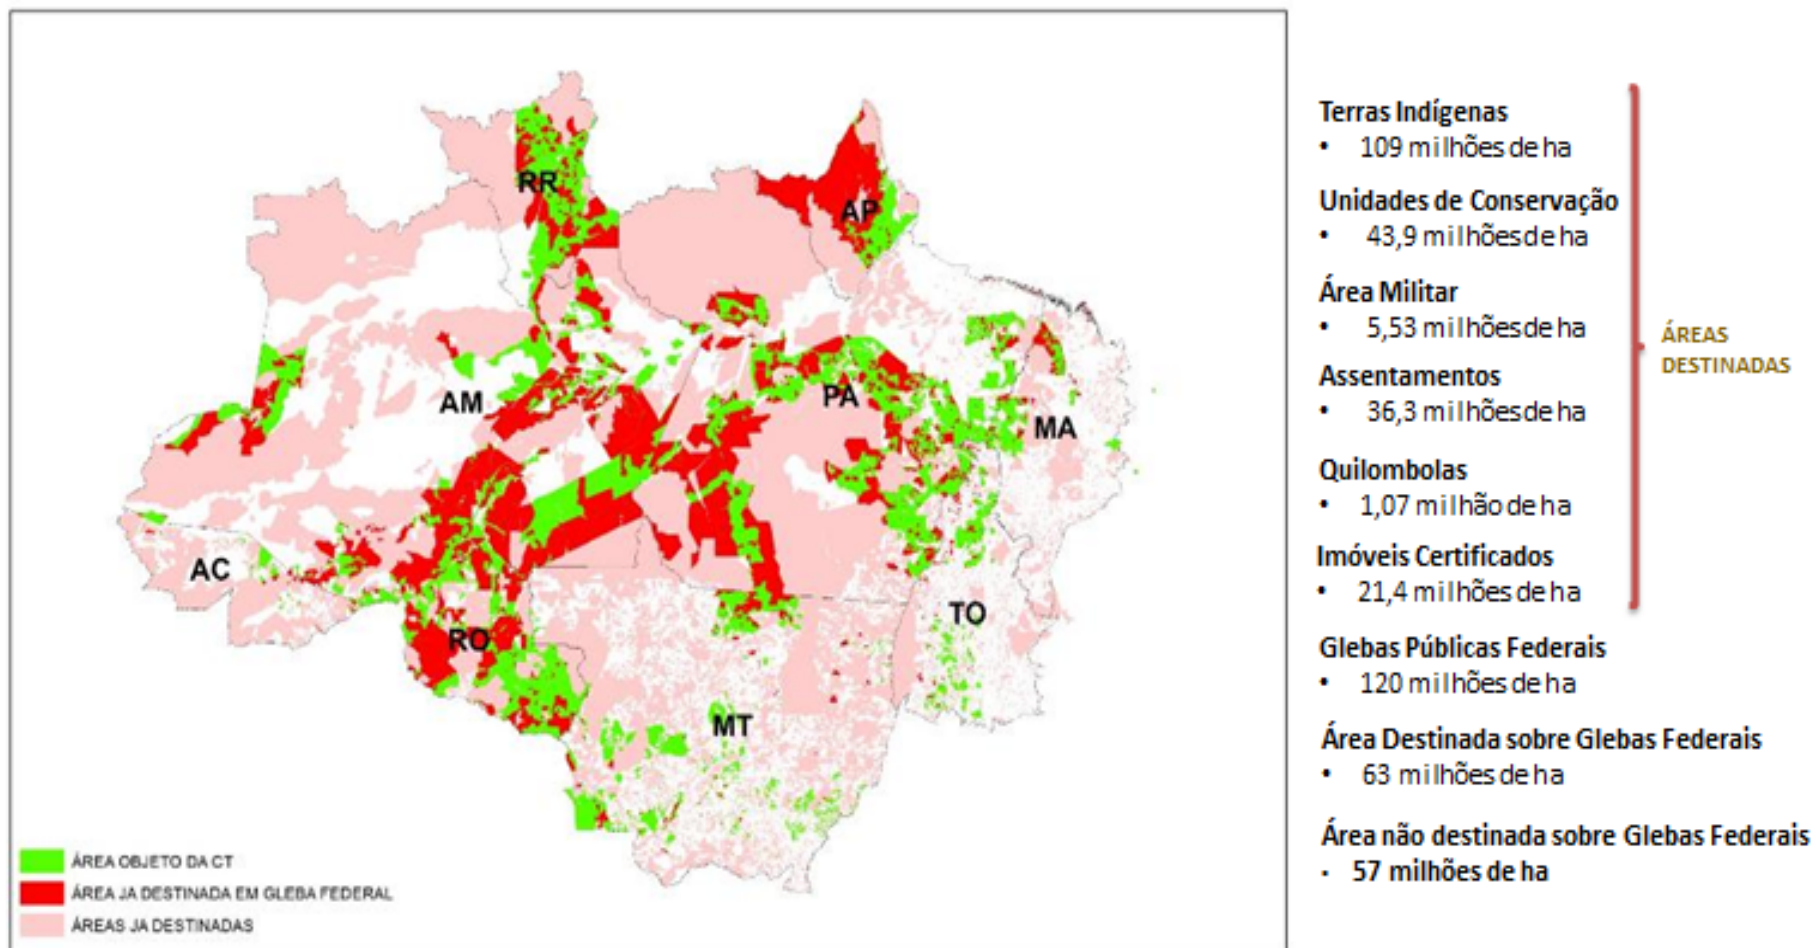 RR
AP
AM
PA
MA
AC
RO
TO
MT
ÁREA OBJETO DA CT
ÁREA JA DESTINADA EM GLEBA FEDERAL
ÁREAS JA DESTINADAS
Terras Indígenas
• 109 milhões de ha
Unidades de Conservação
• 43,9 milhões de ha
Área Militar
• 5,53 milhões de ha
Assentamentos
• 36,3 milhões de ha
Quilombolas
• 1,07 milhão de ha
Imóveis Certificados
• 21,4 milhões de ha
ÁREAS
DESTINADAS
Glebas Públicas Federais
• 120 milhões de ha
Área Destinada sobre Glebas Federais
• 63 milhões de ha
Área não destinada sobre Glebas Federais
• 57 milhões de ha